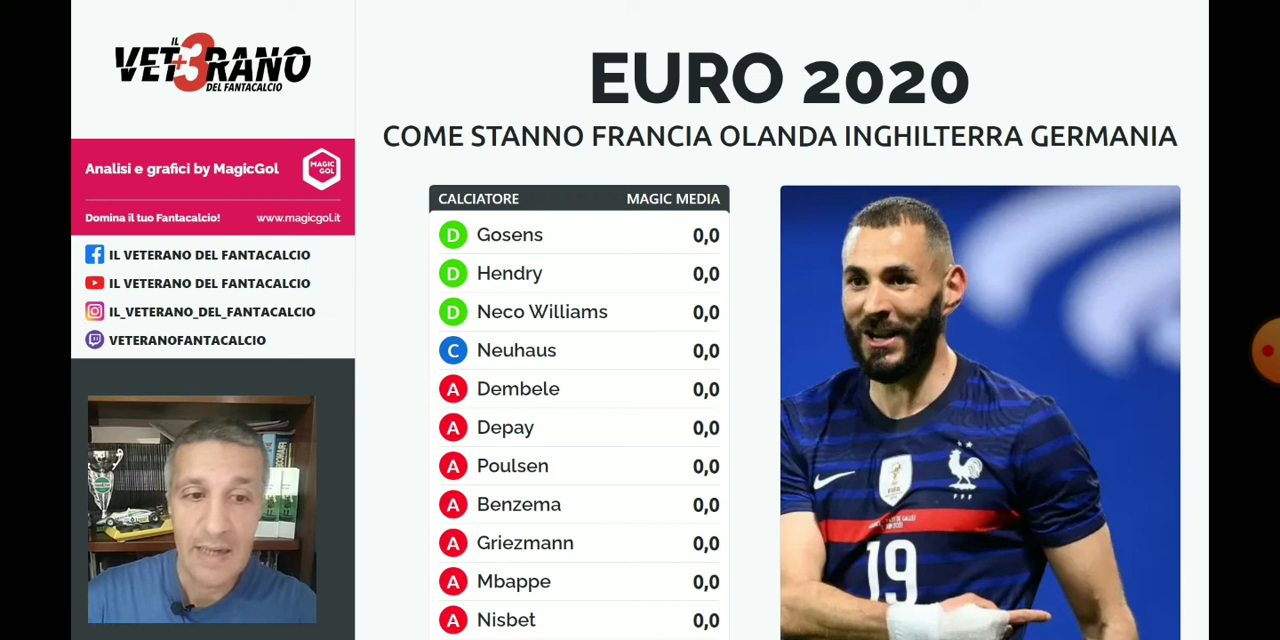 IL
VET+3RANO
DEL FANTACALCIO
Analisi e grafici by MagicGol
MAGIC
GOL
Domina il tuo Fantacalcio!
www.magicgol.it
IL VETERANO DEL FANTACALCIO
IL VETERANO DEL FANTACALCIO
IL_VETERANO_DEL_FANTACALCIO
VETERANOFANTACALCIO
EURO 2020
COME STANNO FRANCIA OLANDA INGHILTERRA GERMANIA
CALCIATORE MAGIC MEDIA
D Gosens 0,0
D Hendry 0,0
D Neco Williams 0,0
C Neuhaus 0,0
A Dembele 0,0
A Depay 0,0
A Poulsen 0,0
A Benzema 0,0
A Griezmann 0,0
A Mbappe 0,0
A Nisbet 0,0
FFF
19